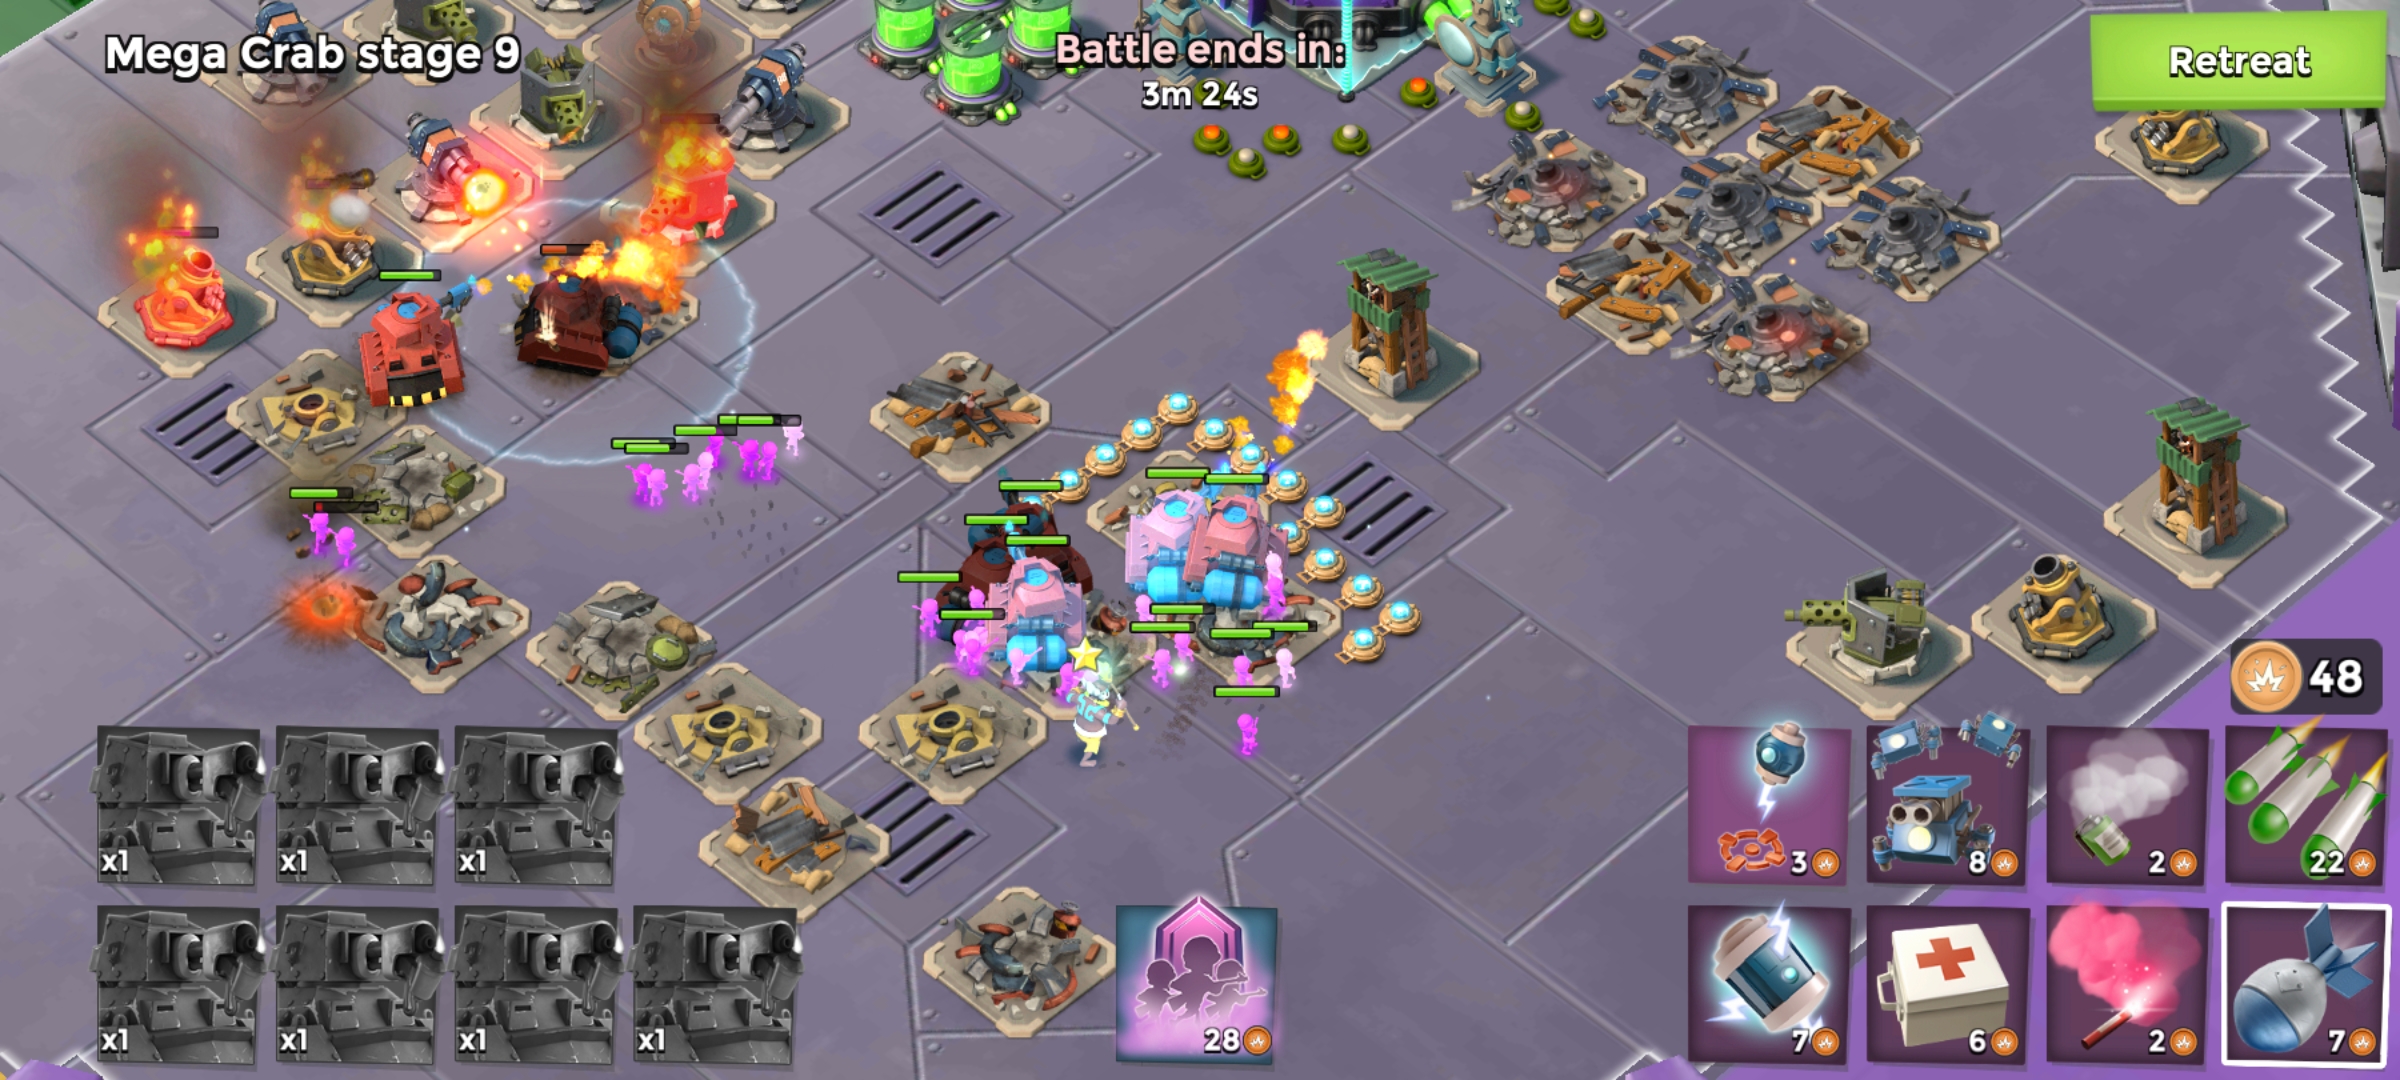 Mega Crab stage 9
Battle ends in:
3m 24s
Retreat
48
x1 x1 x1
3 8 2 22
x1 x1 x1 x1
28
7 6 2 7